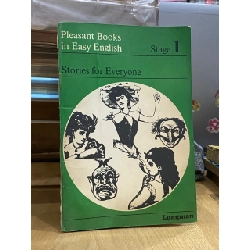 Pleasant Books
in Easy English
Stage 1
Stories for Everyone
Longman